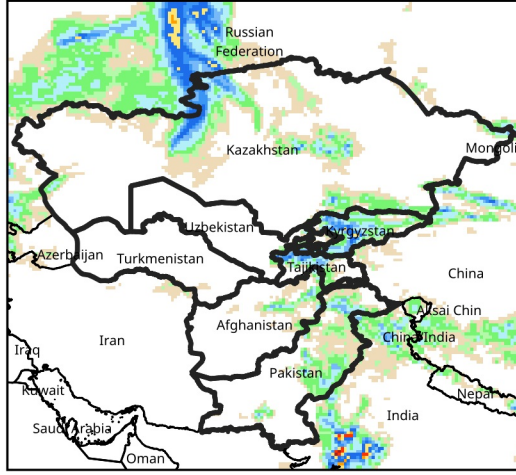 Russian
Federation
Kazakhstan
Mongoli
Uzbekistan
Kyrgyzstan
Azerbaijan
Turkmenistan
Tajikistan
China
Aksai Chin
Afghanistan
China/India
Iran
Iraq
Pakistan
Kuwait
Nepal
India
Saudi Arabia
Oman